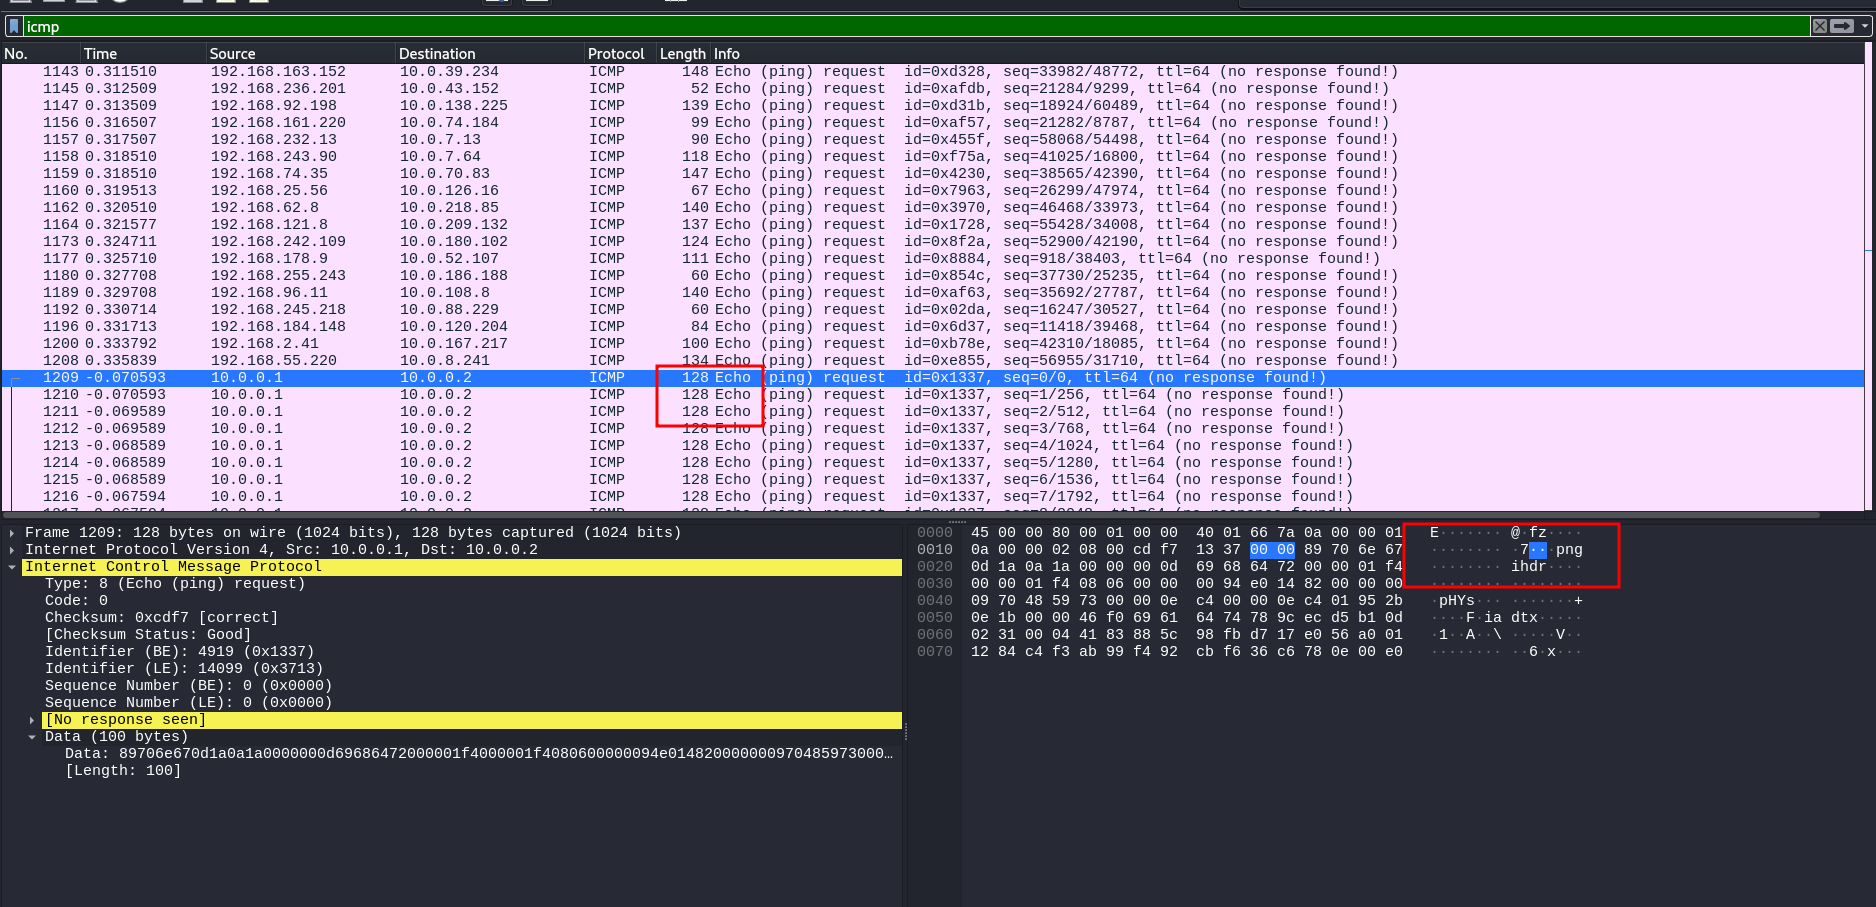 icmp
No. Time Source Destination Protocol Length Info
1143 0.311510 192.168.163.152 10.0.39.234 ICMP 148 Echo (ping) request id=0xd328, seq=33982/48772, ttl=64 (no response found!)
1145 0.312509 192.168.236.201 10.0.43.152 ICMP 52 Echo (ping) request id=0xafdb, seq=21284/9299, ttl=64 (no response found!)
1147 0.313509 192.168.92.198 10.0.138.225 ICMP 139 Echo (ping) request id=0xd31b, seq=18924/60489, ttl=64 (no response found!)
1156 0.316507 192.168.161.220 10.0.74.184 ICMP 99 Echo (ping) request id=0xaf57, seq=21282/8787, ttl=64 (no response found!)
1157 0.317507 192.168.232.13 10.0.7.13 ICMP 90 Echo (ping) request id=0x455f, seq=58068/54498, ttl=64 (no response found!)
1158 0.318510 192.168.243.90 10.0.7.64 ICMP 118 Echo (ping) request id=0xf75a, seq=41025/16800, ttl=64 (no response found!)
1159 0.318510 192.168.74.35 10.0.70.83 ICMP 147 Echo (ping) request id=0x4230, seq=38565/42390, ttl=64 (no response found!)
1160 0.319513 192.168.25.56 10.0.126.16 ICMP 67 Echo (ping) request id=0x7963, seq=26299/47974, ttl=64 (no response found!)
1162 0.320510 192.168.62.8 10.0.218.85 ICMP 140 Echo (ping) request id=0x3970, seq=46468/33973, ttl=64 (no response found!)
1164 0.321577 192.168.121.8 10.0.209.132 ICMP 137 Echo (ping) request id=0x1728, seq=55428/34008, ttl=64 (no response found!)
1173 0.324711 192.168.242.109 10.0.180.102 ICMP 124 Echo (ping) request id=0x8f2a, seq=52900/42190, ttl=64 (no response found!)
1177 0.325710 192.168.178.9 10.0.52.107 ICMP 111 Echo (ping) request id=0x8884, seq=918/38403, ttl=64 (no response found!)
1180 0.327708 192.168.255.243 10.0.186.188 ICMP 60 Echo (ping) request id=0x854c, seq=37730/25235, ttl=64 (no response found!)
1189 0.329708 192.168.96.11 10.0.108.8 ICMP 140 Echo (ping) request id=0xaf63, seq=35692/27787, ttl=64 (no response found!)
1192 0.330714 192.168.245.218 10.0.88.229 ICMP 60 Echo (ping) request id=0x02da, seq=16247/30527, ttl=64 (no response found!)
1196 0.331713 192.168.184.148 10.0.120.204 ICMP 84 Echo (ping) request id=0x6d37, seq=11418/39468, ttl=64 (no response found!)
1200 0.333792 192.168.2.41 10.0.167.217 ICMP 100 Echo (ping) request id=0xb78e, seq=42310/18085, ttl=64 (no response found!)
1208 0.335839 192.168.55.220 10.0.8.241 ICMP 134 Echo (ping) request id=0xe855, seq=56955/31710, ttl=64 (no response found!)
1209 -0.070593 10.0.0.1 10.0.0.2 ICMP 128 Echo (ping) request id=0x1337, seq=0/0, ttl=64 (no response found!)
1210 -0.070593 10.0.0.1 10.0.0.2 ICMP 128 Echo (ping) request id=0x1337, seq=1/256, ttl=64 (no response found!)
1211 -0.069589 10.0.0.1 10.0.0.2 ICMP 128 Echo (ping) request id=0x1337, seq=2/512, ttl=64 (no response found!)
1212 -0.069589 10.0.0.1 10.0.0.2 ICMP 128 Echo (ping) request id=0x1337, seq=3/768, ttl=64 (no response found!)
1213 -0.068589 10.0.0.1 10.0.0.2 ICMP 128 Echo (ping) request id=0x1337, seq=4/1024, ttl=64 (no response found!)
1214 -0.068589 10.0.0.1 10.0.0.2 ICMP 128 Echo (ping) request id=0x1337, seq=5/1280, ttl=64 (no response found!)
1215 -0.068589 10.0.0.1 10.0.0.2 ICMP 128 Echo (ping) request id=0x1337, seq=6/1536, ttl=64 (no response found!)
1216 -0.067594 10.0.0.1 10.0.0.2 ICMP 128 Echo (ping) request id=0x1337, seq=7/1792, ttl=64 (no response found!)
Frame 1209: 128 bytes on wire (1024 bits), 128 bytes captured (1024 bits)
Internet Protocol Version 4, Src: 10.0.0.1, Dst: 10.0.0.2
Internet Control Message Protocol
Type: 8 (Echo (ping) request)
Code: 0
Checksum: 0xcdf7 [correct]
[Checksum Status: Good]
Identifier (BE): 4919 (0x1337)
Identifier (LE): 14099 (0x3713)
Sequence Number (BE): 0 (0x0000)
Sequence Number (LE): 0 (0x0000)
[No response seen]
Data (100 bytes)
Data: 89706e670d1a0a1a0000000d69686472000001f4000001f4080600000094e0148200000009704859730000…
[Length: 100]
0000 45 00 00 80 00 01 00 00 40 01 66 7a 0a 00 00 01 E·······@·fz····
0010 0a 00 00 02 08 00 cd f7 13 37 00 00 89 70 6e 67 ·········7···png
0020 0d 1a 0a 1a 00 00 00 0d 69 68 64 72 00 00 01 f4 ········ihdr····
0030 00 00 01 f4 08 06 00 00 00 94 e0 14 82 00 00 00 ················
0040 09 70 48 59 73 00 00 0e c4 00 00 0e c4 01 95 2b ·pHYs··········+
0050 0e 1b 00 00 46 f0 69 61 64 74 78 9c ec d5 b1 0d ····F·iadtx·····
0060 02 31 00 04 41 83 88 5c 98 fb d7 17 e0 56 a0 01 ·1··A··\·····V··
0070 12 84 c4 f3 ab 99 f4 92 cb f6 36 c6 78 0e 00 e0 ··········6·x···